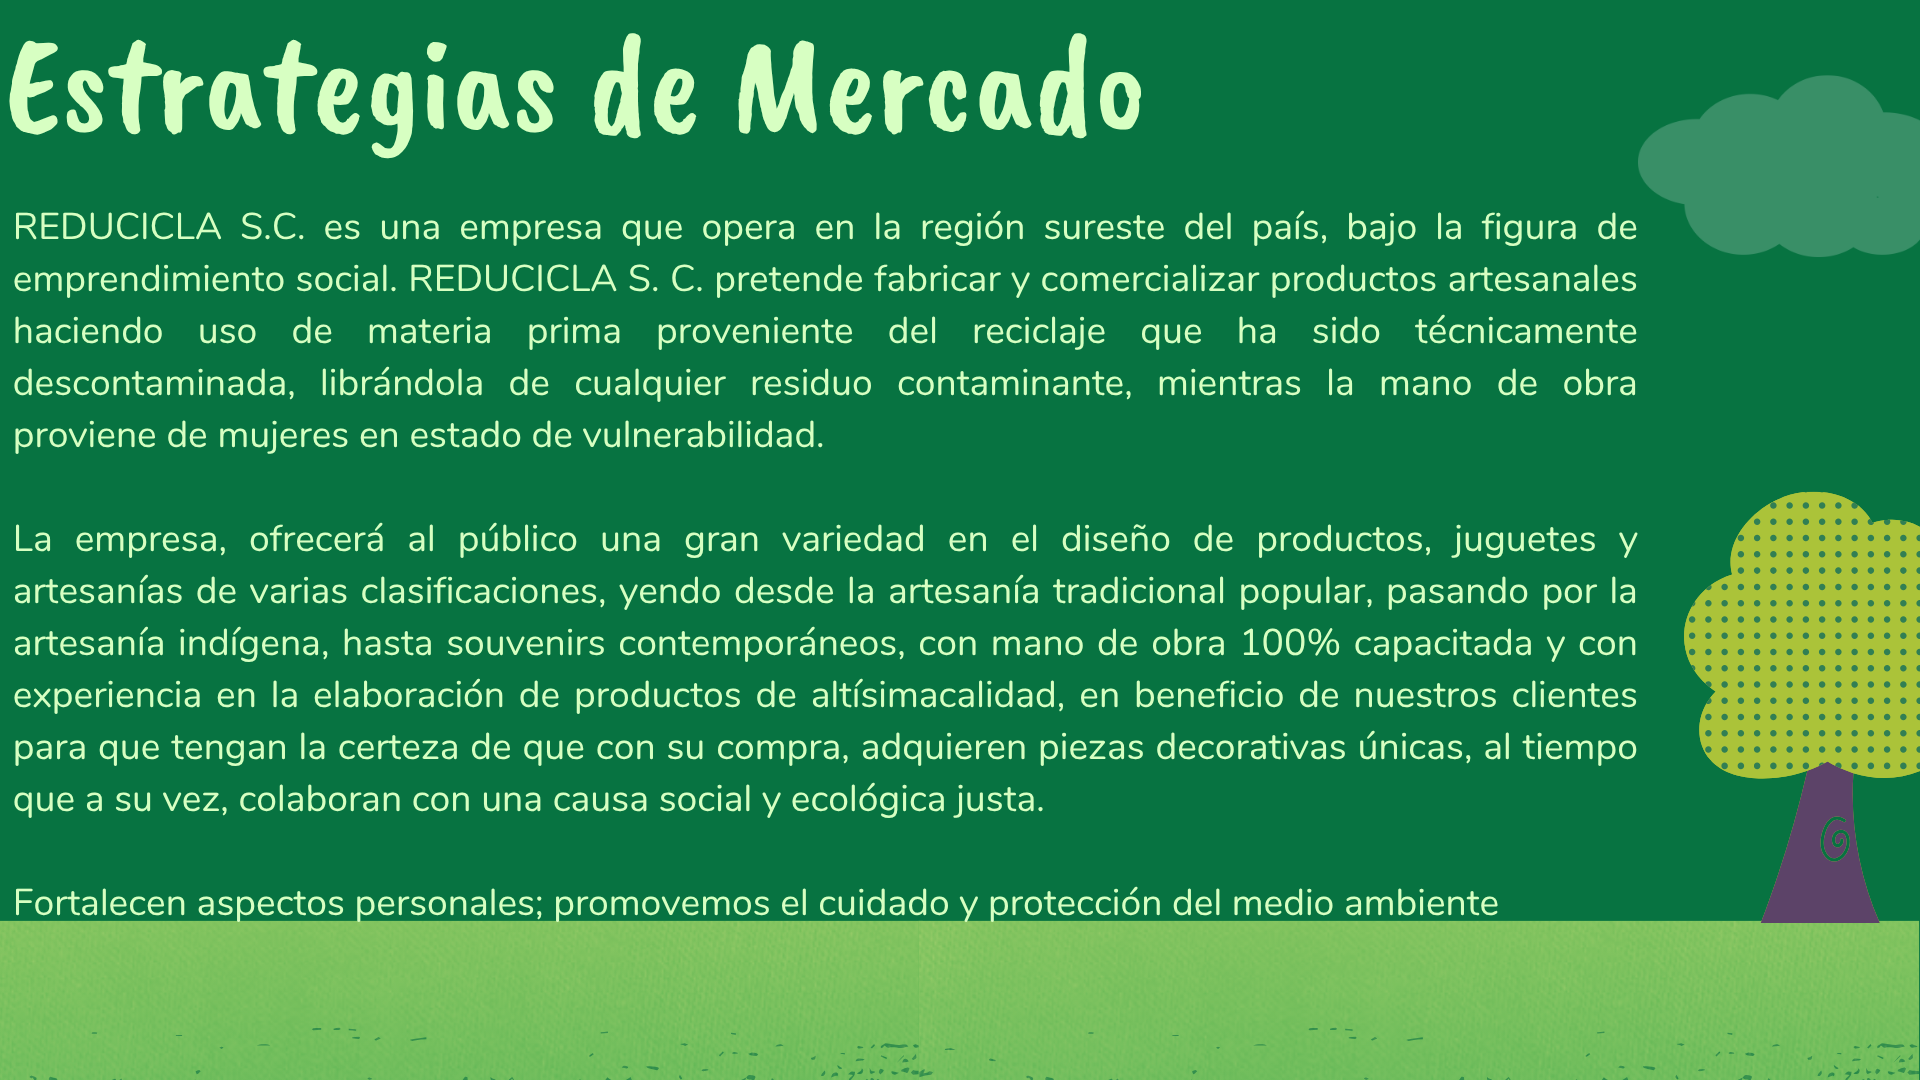 Estrategias de Mercado
REDUCICLA S.C. es una empresa que opera en la región sureste del país, bajo la figura de
emprendimiento social. REDUCICLA S. C. pretende fabricar y comercializar productos artesanales
haciendo uso de materia prima proveniente del reciclaje que ha sido técnicamente
descontaminada, librándola de cualquier residuo contaminante, mientras la mano de obra
proviene de mujeres en estado de vulnerabilidad.
La empresa, ofrecerá al público una gran variedad en el diseño de productos, juguetes y
artesanías de varias clasificaciones, yendo desde la artesanía tradicional popular, pasando por la
artesanía indígena, hasta souvenirs contemporáneos, con mano de obra 100% capacitada y con
experiencia en la elaboración de productos de altísimacalidad, en beneficio de nuestros clientes
para que tengan la certeza de que con su compra, adquieren piezas decorativas únicas, al tiempo
que a su vez, colaboran con una causa social y ecológica justa.
Fortalecen aspectos personales; promovemos el cuidado y protección del medio ambiente